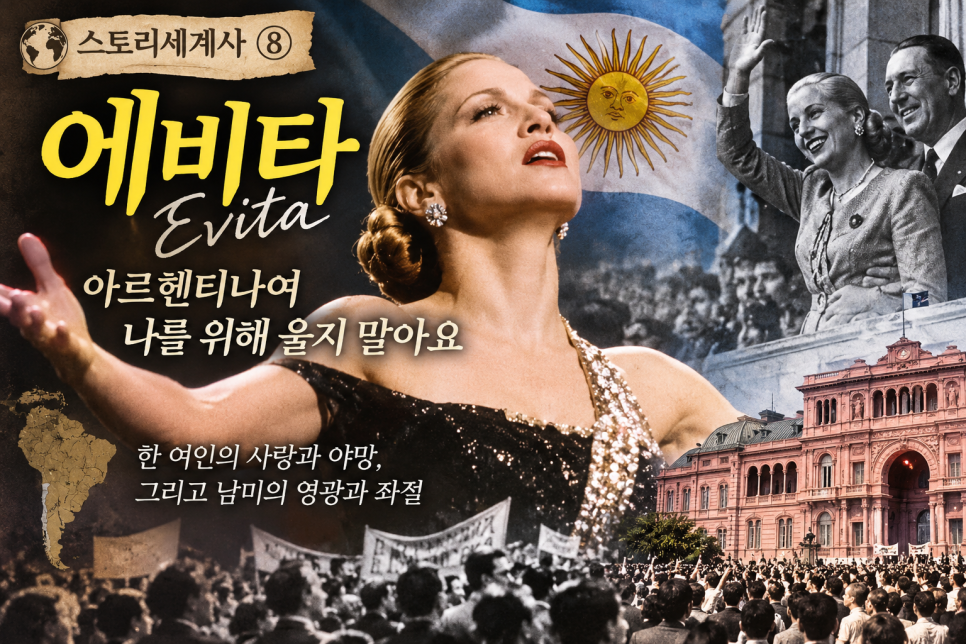 스토리세계사 ⑧
에비타
Evita
아르헨티나여
나를 위해 울지 말아요
한 여인의 사랑과 야망,
그리고 남미의 영광과 좌절